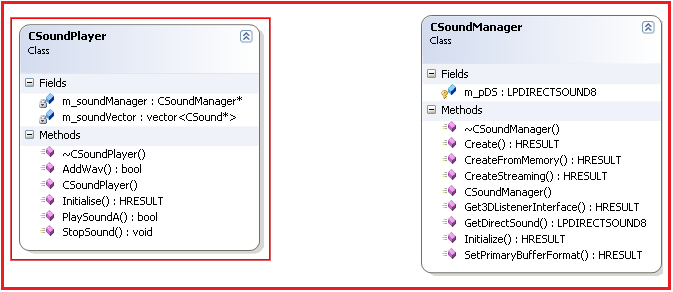 CSoundPlayer
Class
Fields
m_soundManager : CSoundManager*
m_soundVector : vector<CSound*>
Methods
~CSoundPlayer()
AddWav() : bool
CSoundPlayer()
Initialise() : HRESULT
PlaySoundA() : bool
StopSound() : void
CSoundManager
Class
Fields
m_pDS : LPDIRECTSOUND8
Methods
~CSoundManager()
Create() : HRESULT
CreateFromMemory() : HRESULT
CreateStreaming() : HRESULT
CSoundManager()
Get3DListenerInterface() : HRESULT
GetDirectSound() : LPDIRECTSOUND8
Initialize() : HRESULT
SetPrimaryBufferFormat() : HRESULT